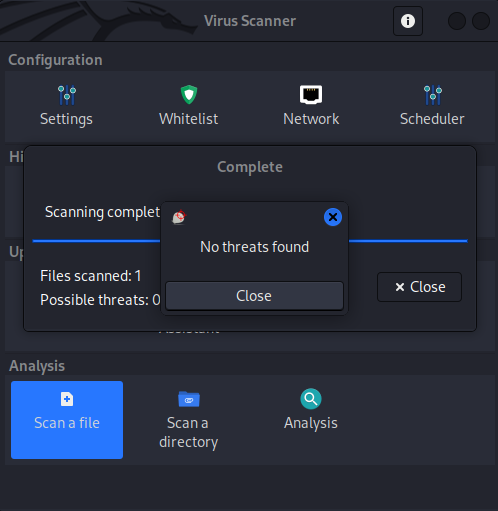 Virus Scanner
Configuration
Settings
Whitelist
Network
Scheduler
Hi
Complete
Scanning complet
No threats found
Up
Files scanned: 1
Possible threats: 0
Close
Close
Assistant
Analysis
Scan a file
Scan a
directory
Analysis